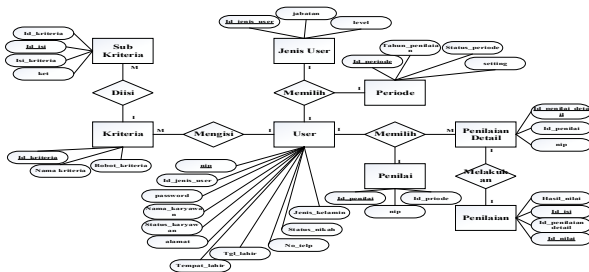 jabatan
Id_jenis_user
level
Id_kriteria
Id_isi
Isi_kriteria
ket
Sub
Kriteria
Jenis User
Tahun_penilaia
n
Status_periode
Id_periode
setting
M
1
Diisi
Memilih
1
1
Periode
Id_penilai_deta
il
Id_penilai
nip
M
1
1
Kriteria
M
Mengisi
1
User
1
Memilih
M
Penilaian
Detail
1
Id_kriteria
Nama kriteria
Bobot_kriteria
nip
Id_jenis_user
password
Nama_karyawa
n
Status_karyaw
an
alamat
Tempat_lahir
Tgl_lahir
No_telp
Status_nikah
Jenis_kelamin
Penilai
Id_penilai
Id_priode
nip
Melakuk
an
1
Penilaian
Hasil_nilai
Id_isi
Id_penilaian
detail
Id_nilai